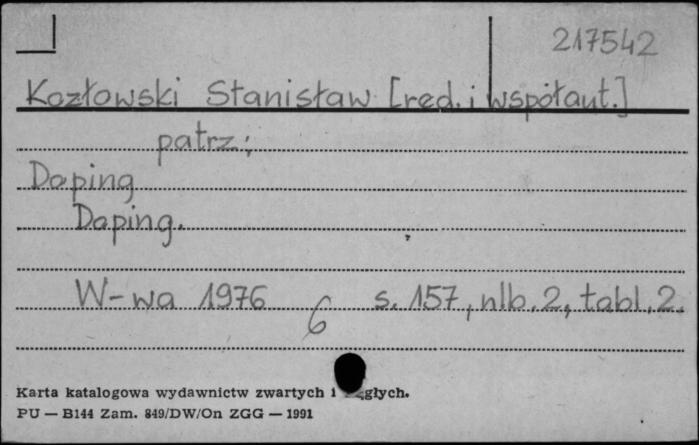 217542
Kozłowski Stanisław [red. i współaut.]
patrz:
Doping
Doping.
W-wa 1976 s. 157, nlb. 2, tabl. 2.
6
Karta katalogowa wydawnictw zwartych i
PU — B144 Zam. 849/DW/On ZGG — 1991